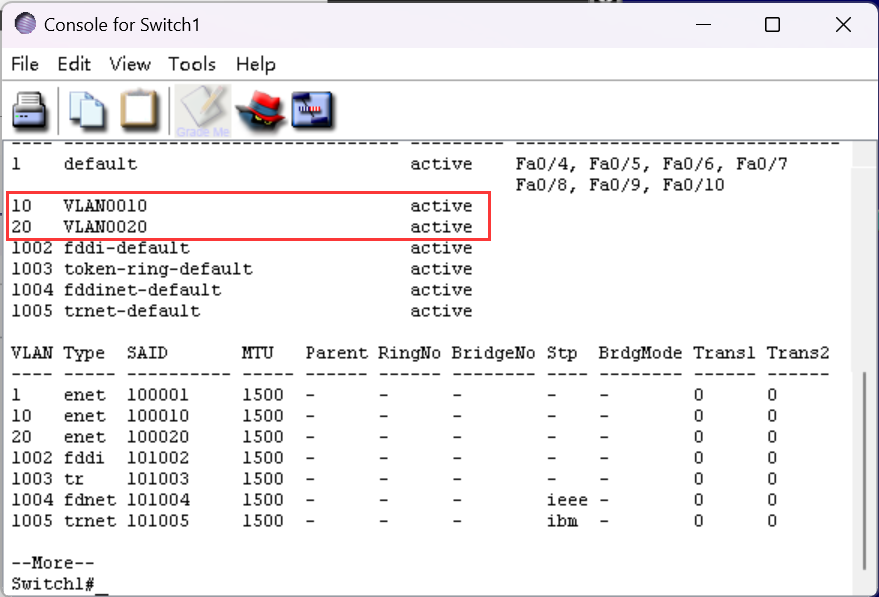 Console for Switch1
File Edit View Tools Help
Grade Me
---- -------------------------------- --------- -------------------------------
1    default                          active    Fa0/4, Fa0/5, Fa0/6, Fa0/7
                                                Fa0/8, Fa0/9, Fa0/10
10   VLAN0010                         active
20   VLAN0020                         active
1002 fddi-default                     active
1003 token-ring-default               active
1004 fddinet-default                  active
1005 trnet-default                    active
VLAN Type  SAID       MTU   Parent RingNo BridgeNo Stp  BrdgMode Trans1 Trans2
---- ----- ---------- ----- ------ ------ -------- ---- -------- ------ ------
1    enet  100001     1500  -      -      -        -    -        0      0
10   enet  100010     1500  -      -      -        -    -        0      0
20   enet  100020     1500  -      -      -        -    -        0      0
1002 fddi  101002     1500  -      -      -        -    -        0      0
1003 tr    101003     1500  -      -      -        -    -        0      0
1004 fdnet 101004     1500  -      -      -        ieee -        0      0
1005 trnet 101005     1500  -      -      -        ibm  -        0      0
--More--
Switch1#_